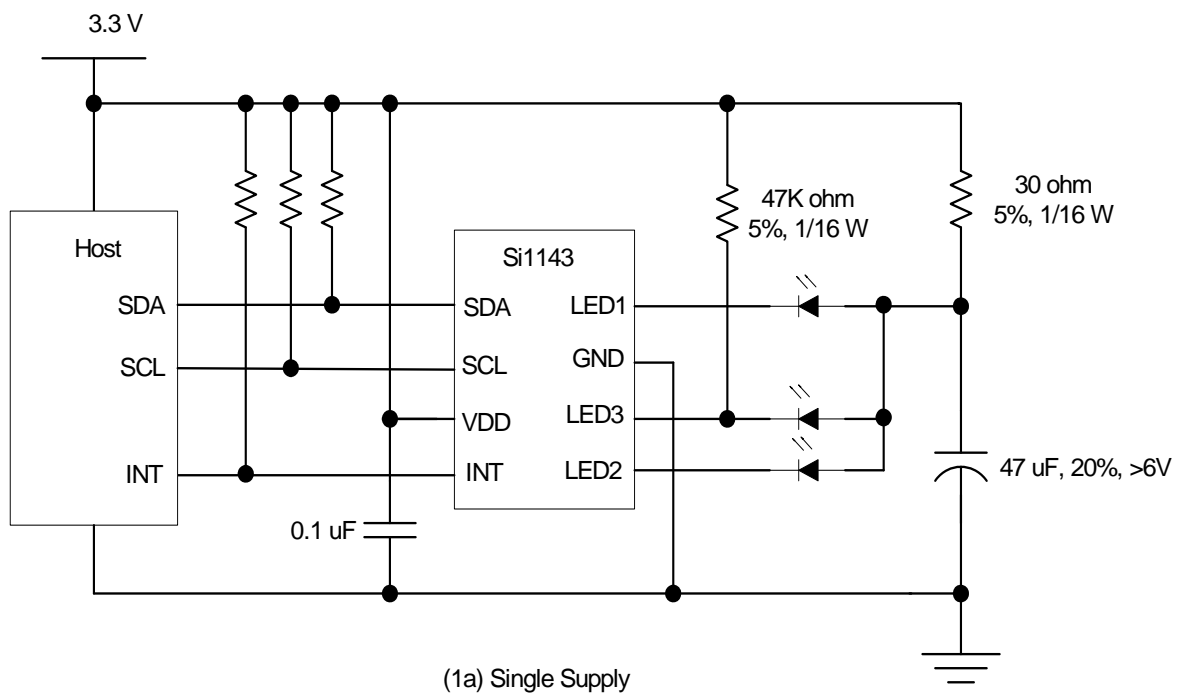 3.3 V
47K ohm
5%, 1/16 W
30 ohm
5%, 1/16 W
Host
SDA
SCL
INT
Si1143
SDA
SCL
VDD
INT
LED1
GND
LED3
LED2
0.1 uF
47 uF, 20%, >6V
(1a) Single Supply